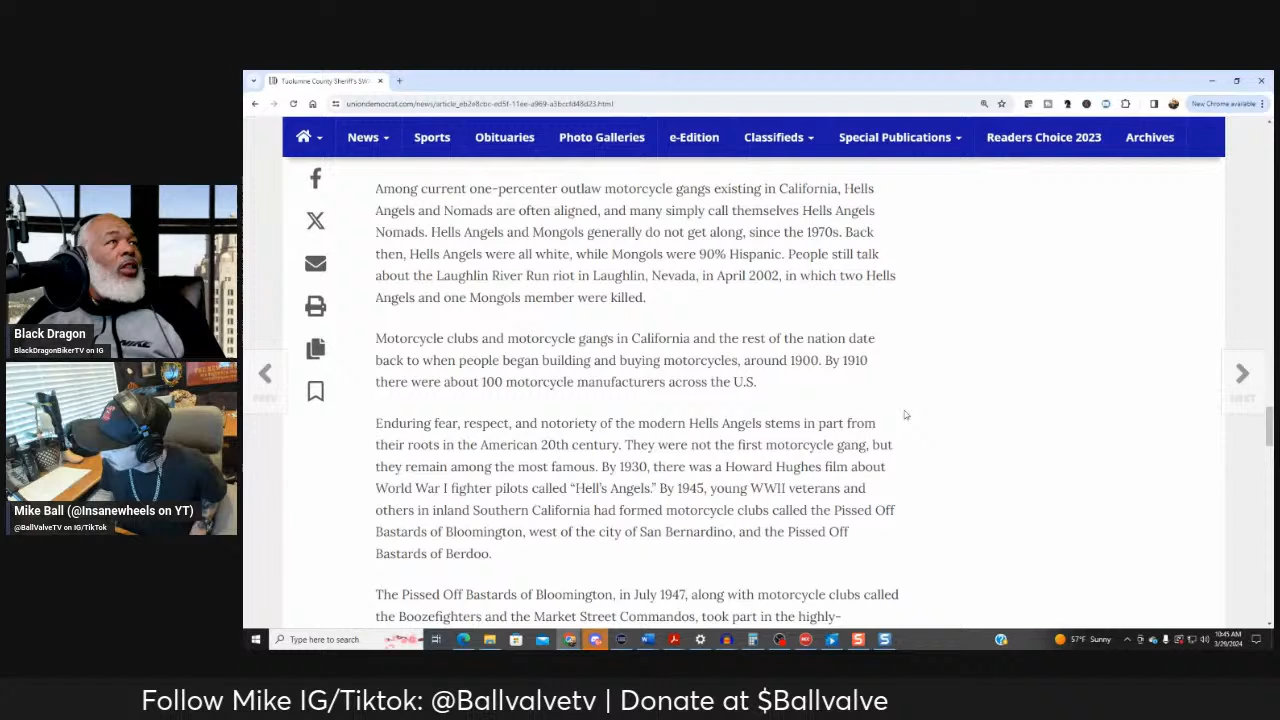 Tuolumne County Sheriff's SW
uniondemocrat.com/news/article_eb2e8cbc-ed5f-11ee-a969-a3bccfd48d23.html
New Chrome available
News
Sports
Obituaries
Photo Galleries
e-Edition
Classifieds
Special Publications
Readers Choice 2023
Archives
Among current one-percenter outlaw motorcycle gangs existing in California, Hells
Angels and Nomads are often aligned, and many simply call themselves Hells Angels
Nomads. Hells Angels and Mongols generally do not get along, since the 1970s. Back
then, Hells Angels were all white, while Mongols were 90% Hispanic. People still talk
about the Laughlin River Run riot in Laughlin, Nevada, in April 2002, in which two Hells
Angels and one Mongols member were killed.
Motorcycle clubs and motorcycle gangs in California and the rest of the nation date
back to when people began building and buying motorcycles, around 1900. By 1910
there were about 100 motorcycle manufacturers across the U.S.
Enduring fear, respect, and notoriety of the modern Hells Angels stems in part from
their roots in the American 20th century. They were not the first motorcycle gang, but
they remain among the most famous. By 1930, there was a Howard Hughes film about
World War I fighter pilots called “Hell’s Angels.” By 1945, young WWII veterans and
others in inland Southern California had formed motorcycle clubs called the Pissed Off
Bastards of Bloomington, west of the city of San Bernardino, and the Pissed Off
Bastards of Berdoo.
The Pissed Off Bastards of Bloomington, in July 1947, along with motorcycle clubs called
the Boozefighters and the Market Street Commandos, took part in the highly-
PREV
NEXT
Black Dragon
BlackDragonBikerTV on IG
Mike Ball (@Insanewheels on YT)
@BallValveTV on IG/TikTok
Type here to search
57°F Sunny
10:45 AM
3/29/2024
Follow Mike IG/Tiktok: @Ballvalvetv | Donate at $Ballvalve